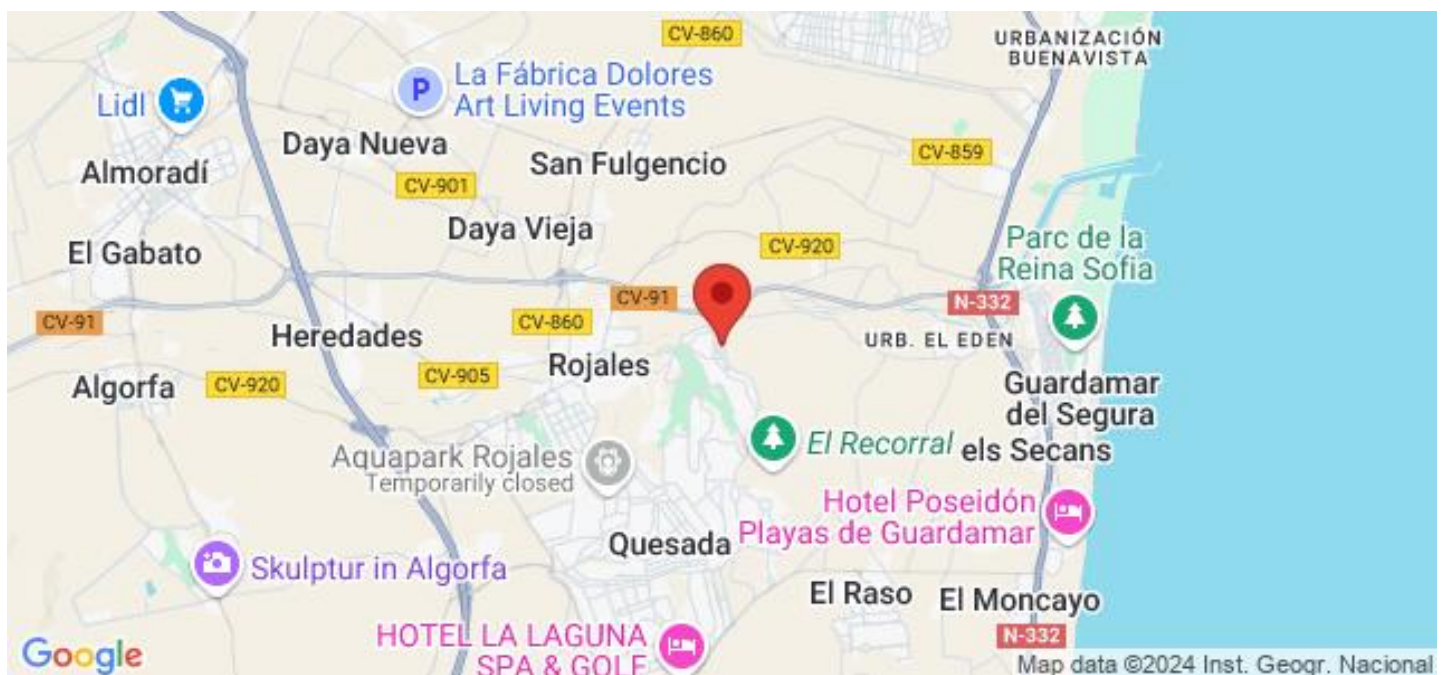 CV-860
URBANIZACIÓN
BUENAVISTA
La Fábrica Dolores
Art Living Events
P
Lidl
Daya Nueva
San Fulgencio
CV-859
Almoradí
CV-901
Daya Vieja
El Gabato
CV-920
Parc de la
Reina Sofia
CV-91
N-332
CV-91
Heredades
CV-860
URB. EL EDEN
Rojales
Algorfa
CV-920
CV-905
Guardamar
del Segura
El Recorral
els Secans
Aquapark Rojales
Temporarily closed
Hotel Poseidón
Playas de Guardamar
Quesada
Skulptur in Algorfa
El Raso
El Moncayo
HOTEL LA LAGUNA
SPA & GOLF
N-332
Google
Map data ©2024 Inst. Geogr. Nacional